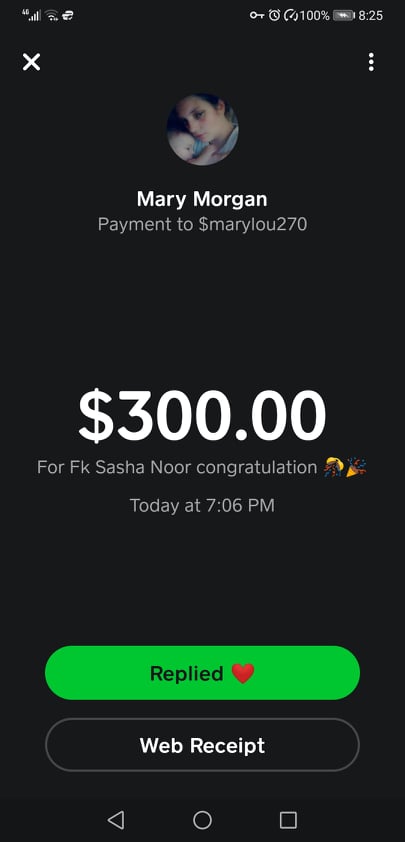 4G 100% 8:25
Mary Morgan
Payment to $marylou270
$300.00
For Fk Sasha Noor congratulation 🎊🎉
Today at 7:06 PM
Replied ❤️
Web Receipt